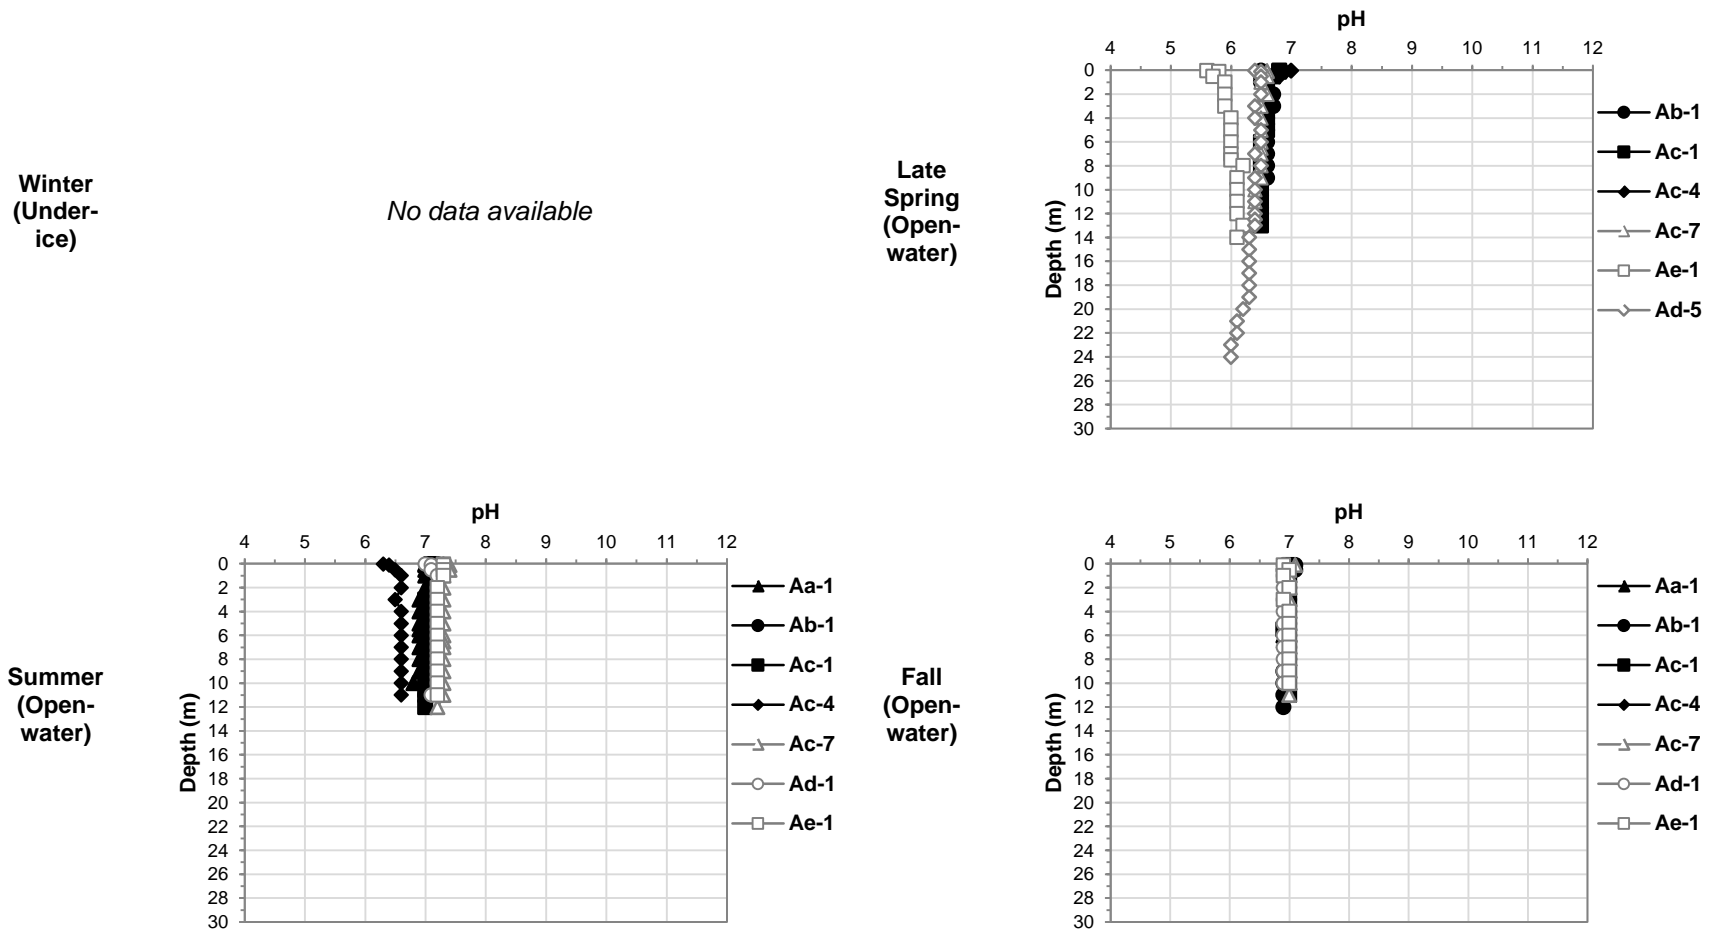 Winter
(Under-
ice)
No data available
Late
Spring
(Open-
water)
pH
4 5 6 7 8 9 10 11 12
0
2
4
6
8
10
12
14
16
18
20
22
24
26
28
30
Depth (m)
Ab-1
Ac-1
Ac-4
Ac-7
Ae-1
Ad-5
Summer
(Open-
water)
pH
4 5 6 7 8 9 10 11 12
0
2
4
6
8
10
12
14
16
18
20
22
24
26
28
30
Depth (m)
Aa-1
Ab-1
Ac-1
Ac-4
Ac-7
Ad-1
Ae-1
Fall
(Open-
water)
pH
4 5 6 7 8 9 10 11 12
0
2
4
6
8
10
12
14
16
18
20
22
24
26
28
30
Depth (m)
Aa-1
Ab-1
Ac-1
Ac-4
Ac-7
Ad-1
Ae-1